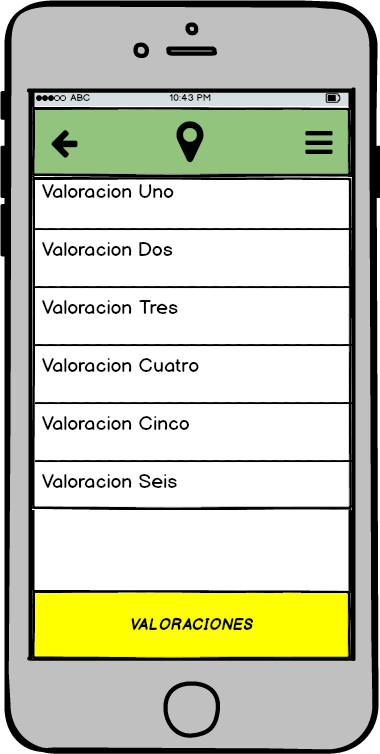 ABC 10:43 PM
Valoracion Uno
Valoracion Dos
Valoracion Tres
Valoracion Cuatro
Valoracion Cinco
Valoracion Seis
VALORACIONES